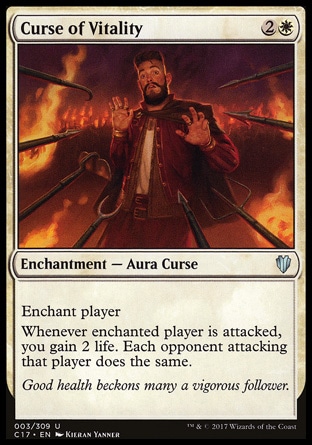 Curse of Vitality 2
Enchantment — Aura Curse
Enchant player
Whenever enchanted player is attacked,
you gain 2 life. Each opponent attacking
that player does the same.
Good health beckons many a vigorous follower.
003/309 U
C17 • EN Kieran Yanner ™ & © 2017 Wizards of the Coast